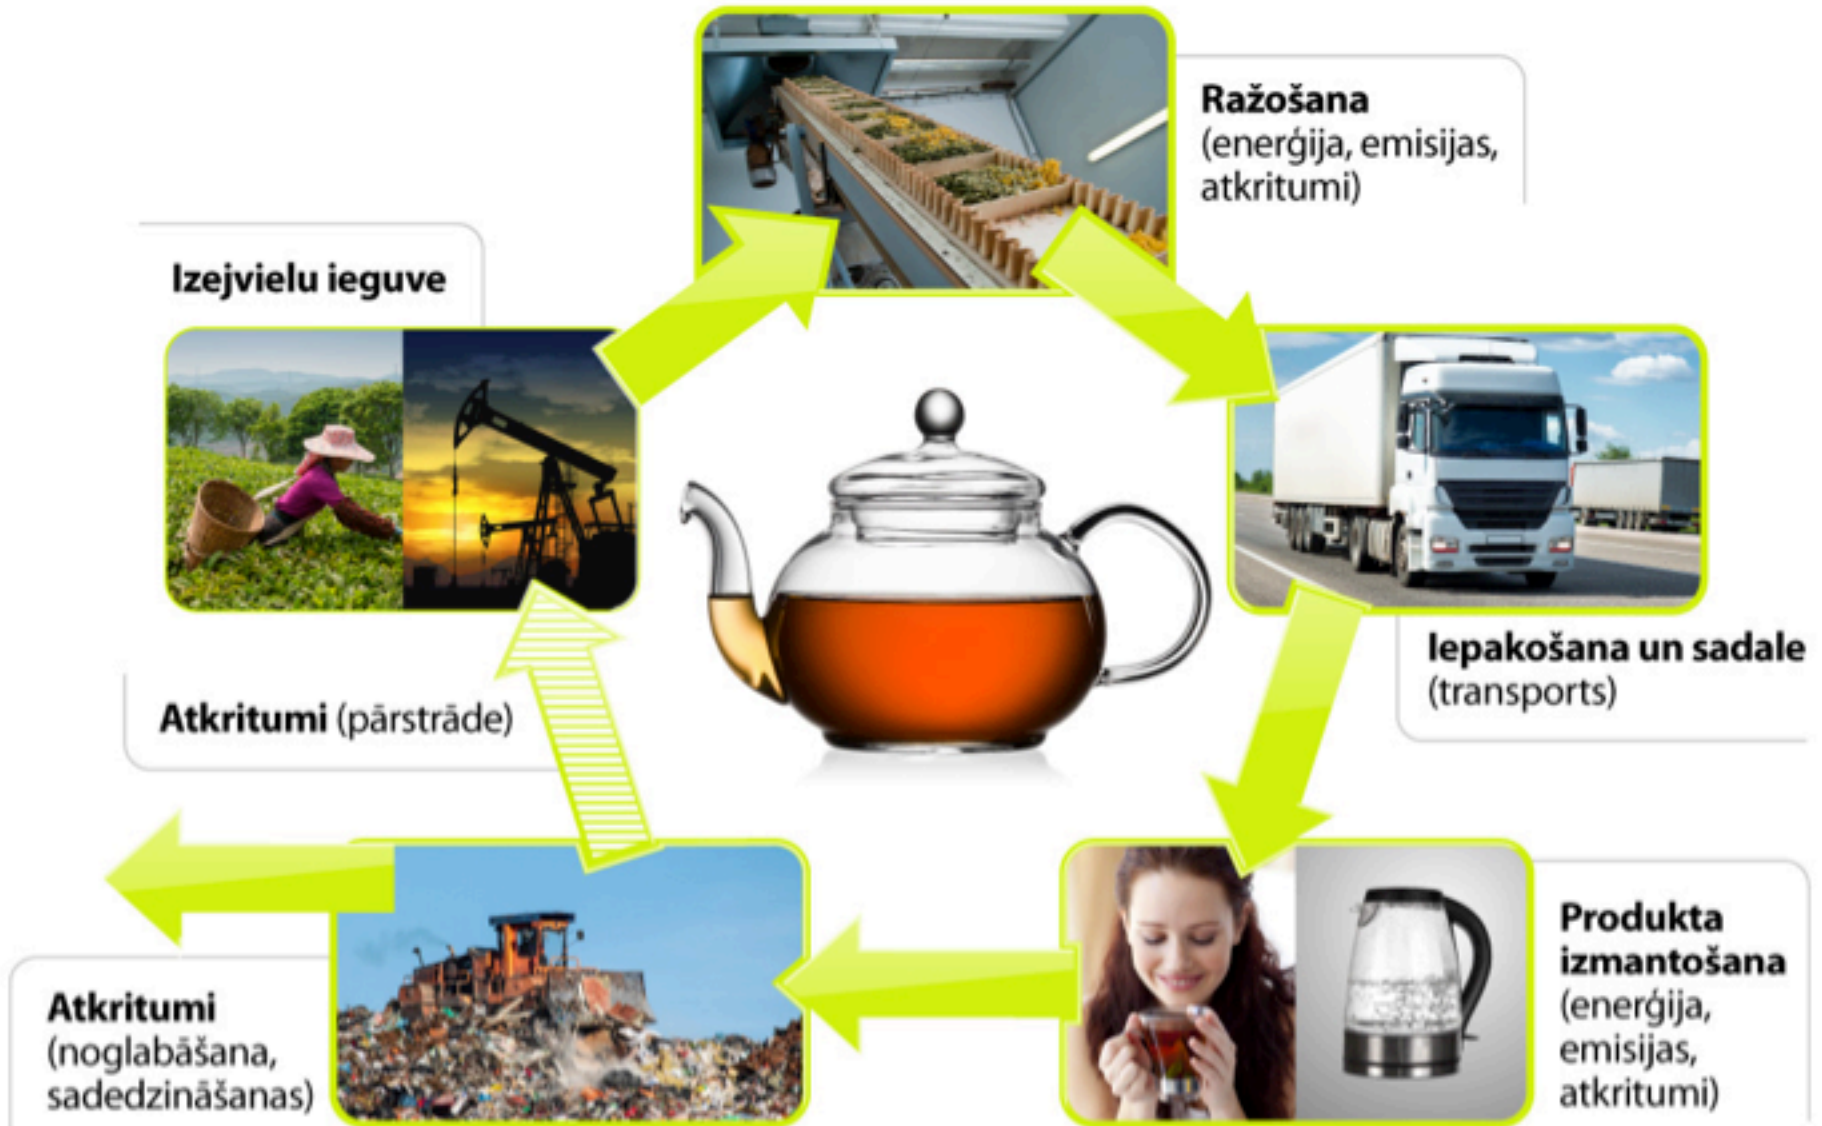 Ražošana
(enerģija, emisijas,
atkritumi)
Izejvielu ieguve
Iepakošana un sadale
(transports)
Atkritumi (pārstrāde)
Produkta
izmantošana
(enerģija,
emisijas,
atkritumi)
Atkritumi
(noglabāšana,
sadedzināšanas)